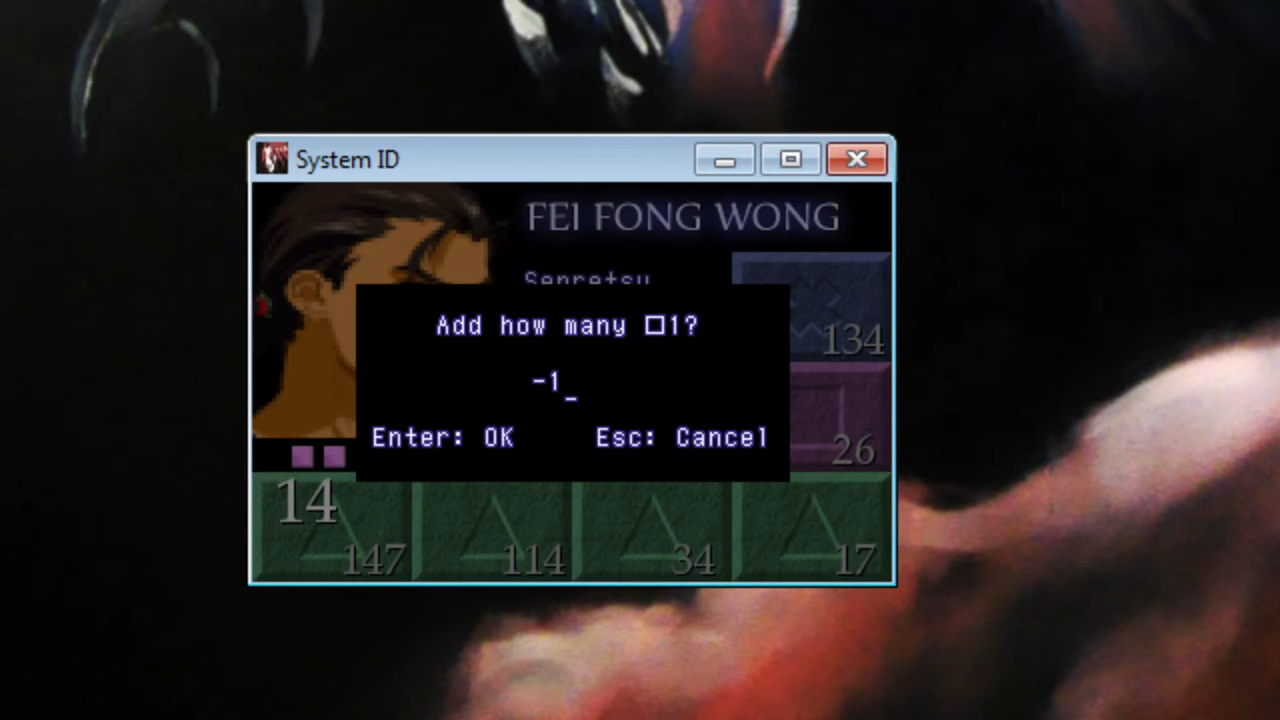 System ID
FEI FONG WONG
Senretsu
134
Add how many □1?
-1_
26
Enter: OK Esc: Cancel
14
147 114 34 17